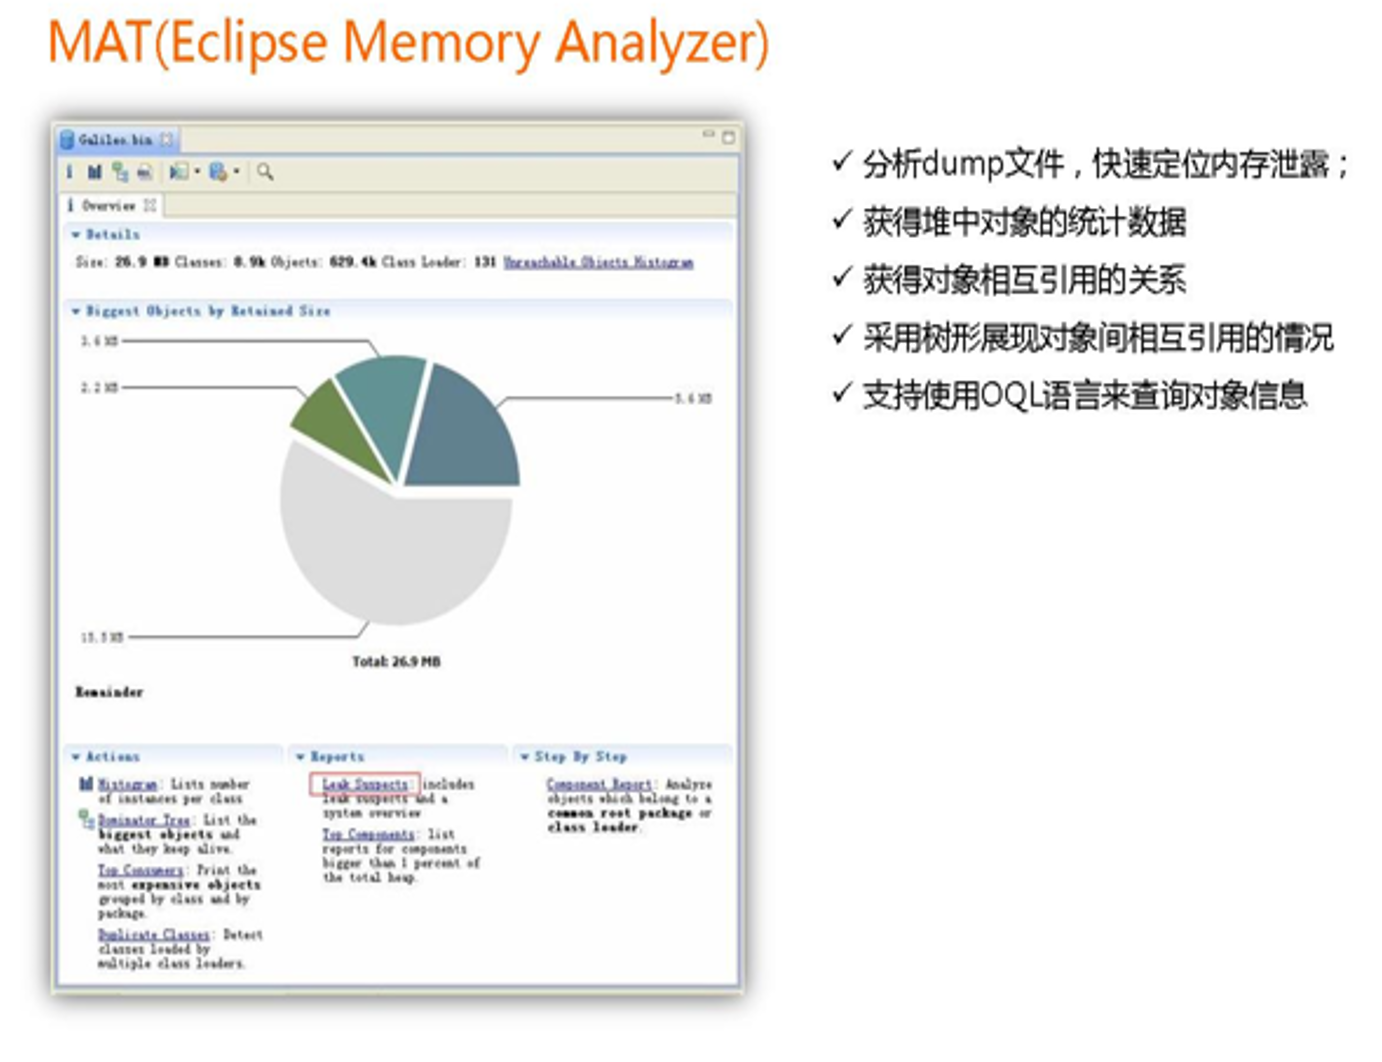 MAT(Eclipse Memory Analyzer)
Galileo.bin
i Overview
Details
Size: 26.9 MB Classes: 8.9k Objects: 629.4k Class Loader: 131 Unreachable Objects Histogram
Biggest Objects by Retained Size
3.6 MB
2.2 MB
5.6 MB
15.5 MB
Total: 26.9 MB
Remainder
Actions
Histogram: Lists number
of instances per class
Dominator Tree: List the
biggest objects and
what they keep alive.
Top Consumers: Print the
most expensive objects
grouped by class and by
package.
Duplicate Classes: Detect
classes loaded by
multiple class loaders.
Reports
Leak Suspects: includes
leak suspects and a
system overview
Top Components: list
reports for components
bigger than 1 percent of
the total heap.
Step By Step
Component Report: Analyze
objects which belong to a
common root package or
class loader.
✓ 分析dump文件，快速定位内存泄露；
✓ 获得堆中对象的统计数据
✓ 获得对象相互引用的关系
✓ 采用树形展现对象间相互引用的情况
✓ 支持使用OQL语言来查询对象信息